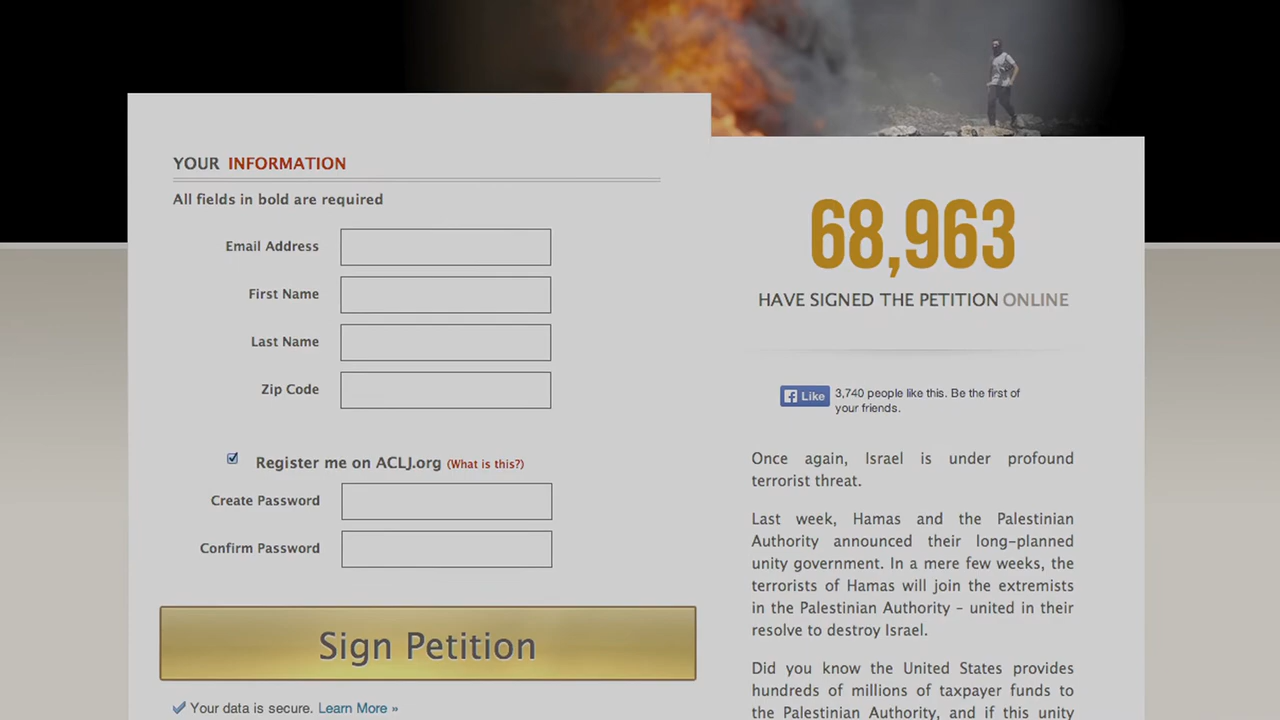 YOUR INFORMATION
All fields in bold are required
Email Address
First Name
Last Name
Zip Code
Register me on ACLJ.org (What is this?)
Create Password
Confirm Password
Sign Petition
Your data is secure. Learn More »
68,963
HAVE SIGNED THE PETITION ONLINE
Like
3,740 people like this. Be the first of
your friends.
Once again, Israel is under profound
terrorist threat.
Last week, Hamas and the Palestinian
Authority announced their long-planned
unity government. In a mere few weeks, the
terrorists of Hamas will join the extremists
in the Palestinian Authority – united in their
resolve to destroy Israel.
Did you know the United States provides
hundreds of millions of taxpayer funds to
the Palestinian Authority, and if this unity